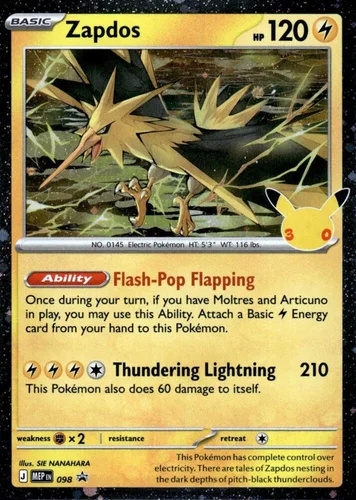 BASIC
Zapdos
HP 120
NO. 0145 Electric Pokémon HT: 5'3" WT: 116 lbs.
30
Ability Flash-Pop Flapping
Once during your turn, if you have Moltres and Articuno
in play, you may use this Ability. Attach a Basic Energy
card from your hand to this Pokémon.
Thundering Lightning 210
This Pokémon also does 60 damage to itself.
weakness ×2 resistance retreat
Illus. SIE NANAHARA
J MEP EN 098
This Pokémon has complete control over
electricity. There are tales of Zapdos nesting
in the dark depths of pitch-black thunderclouds.